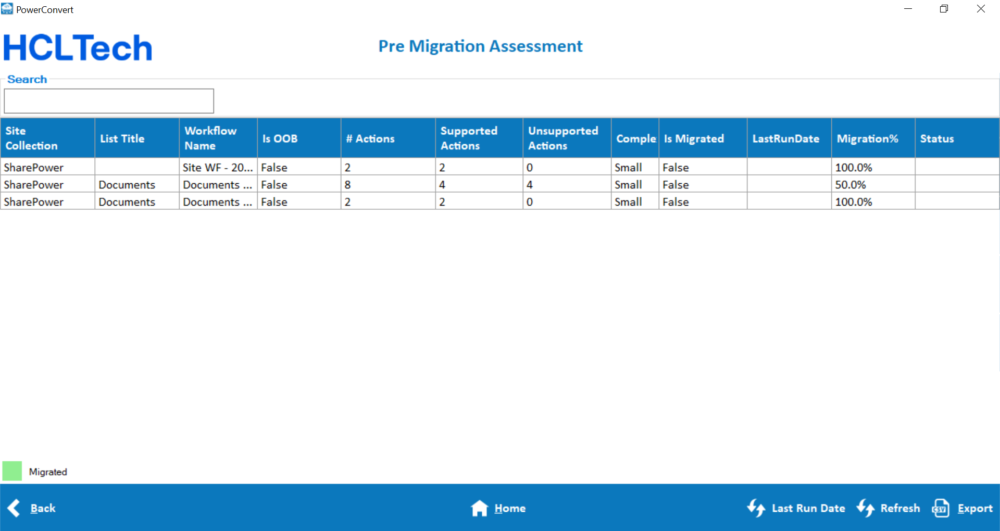 PowerConvert
HCLTech
Pre Migration Assessment
Search
Site Collection List Title Workflow Name Is OOB # Actions Supported Actions Unsupported Actions Comple Is Migrated LastRunDate Migration% Status
SharePower Site WF - 20... False 2 2 0 Small False 100.0%
SharePower Documents Documents ... False 8 4 4 Small False 50.0%
SharePower Documents Documents ... False 2 2 0 Small False 100.0%
Migrated
Back Home Last Run Date Refresh CSV Export